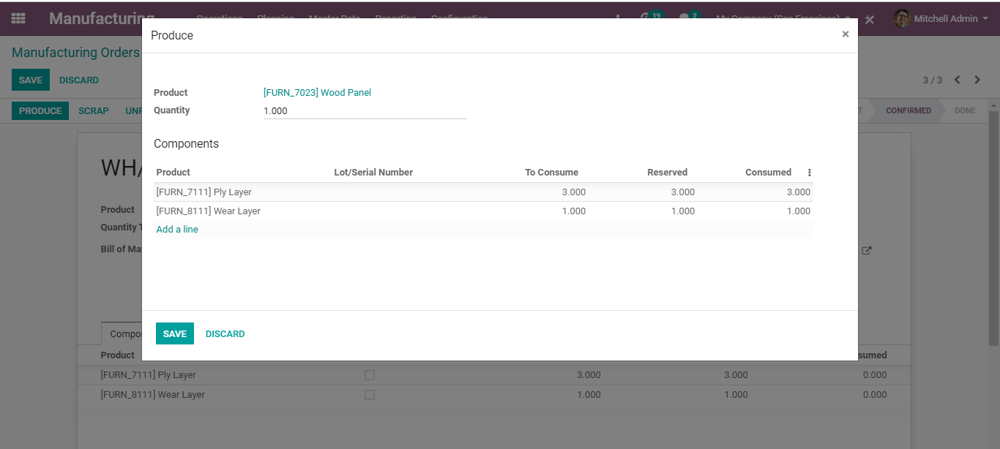 Manufacturing Operations Planning Master Data Reporting Configuration 19 2 My Company (San Francisco) Mitchell Admin
Produce ×
Manufacturing Orders
SAVE DISCARD
3 / 3
Product [FURN_7023] Wood Panel
Quantity 1.000
PRODUCE SCRAP
CONFIRMED DONE
Components
WH/
Product Lot/Serial Number To Consume Reserved Consumed
[FURN_7111] Ply Layer 3.000 3.000 3.000
[FURN_8111] Wear Layer 1.000 1.000 1.000
Add a line
Product
Quantity T
Bill of Ma
SAVE DISCARD
Compo
Product sumed
[FURN_7111] Ply Layer 3.000 3.000 0.000
[FURN_8111] Wear Layer 1.000 1.000 0.000